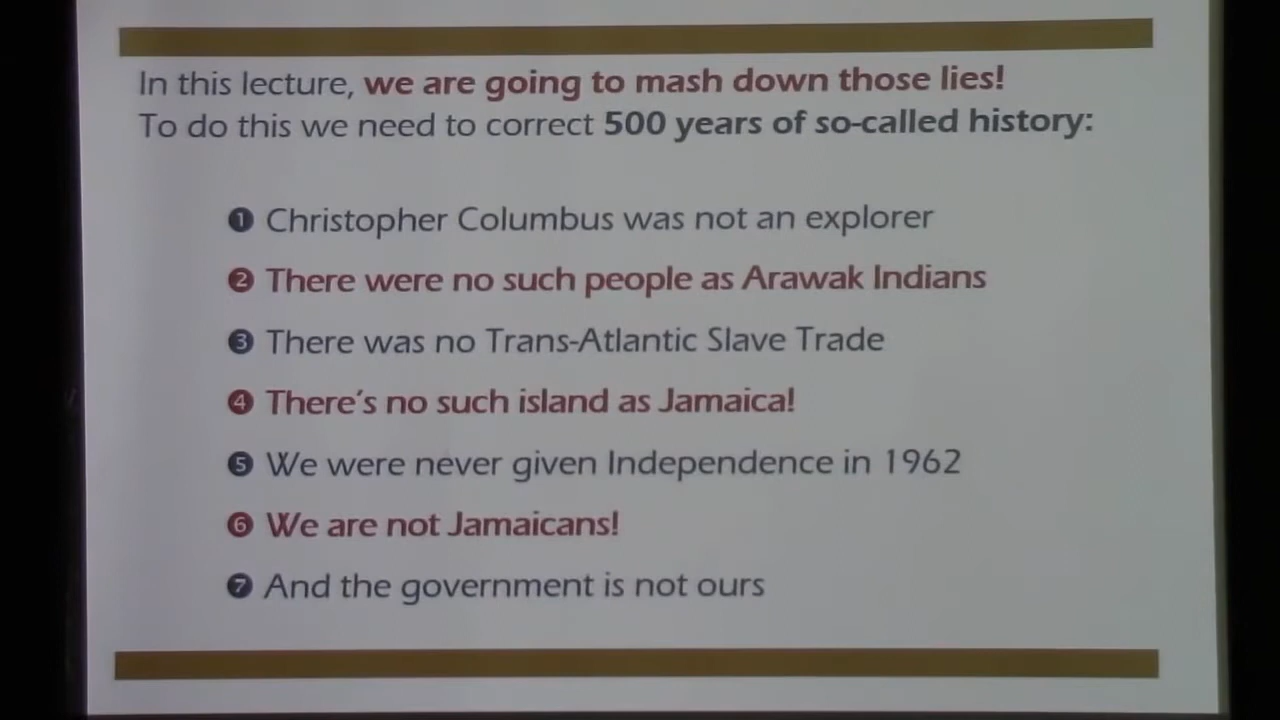 In this lecture, we are going to mash down those lies!
To do this we need to correct 500 years of so-called history:
❶ Christopher Columbus was not an explorer
❷ There were no such people as Arawak Indians
❸ There was no Trans-Atlantic Slave Trade
❹ There's no such island as Jamaica!
❺ We were never given Independence in 1962
❻ We are not Jamaicans!
❼ And the government is not ours